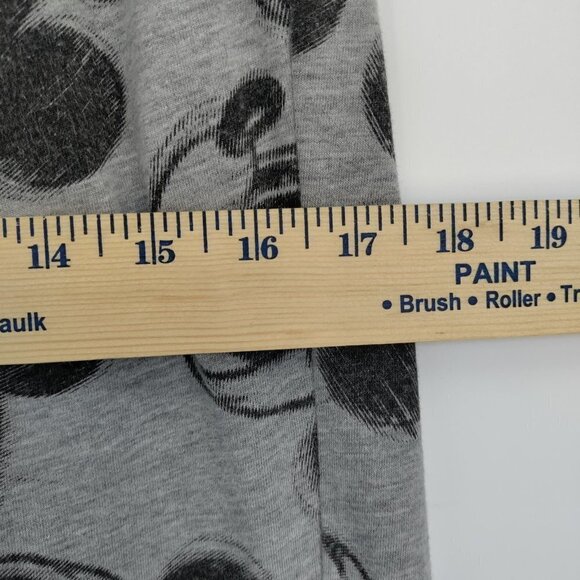 14 15 16 17 18 19
PAINT
aulk • Brush • Roller • Tr